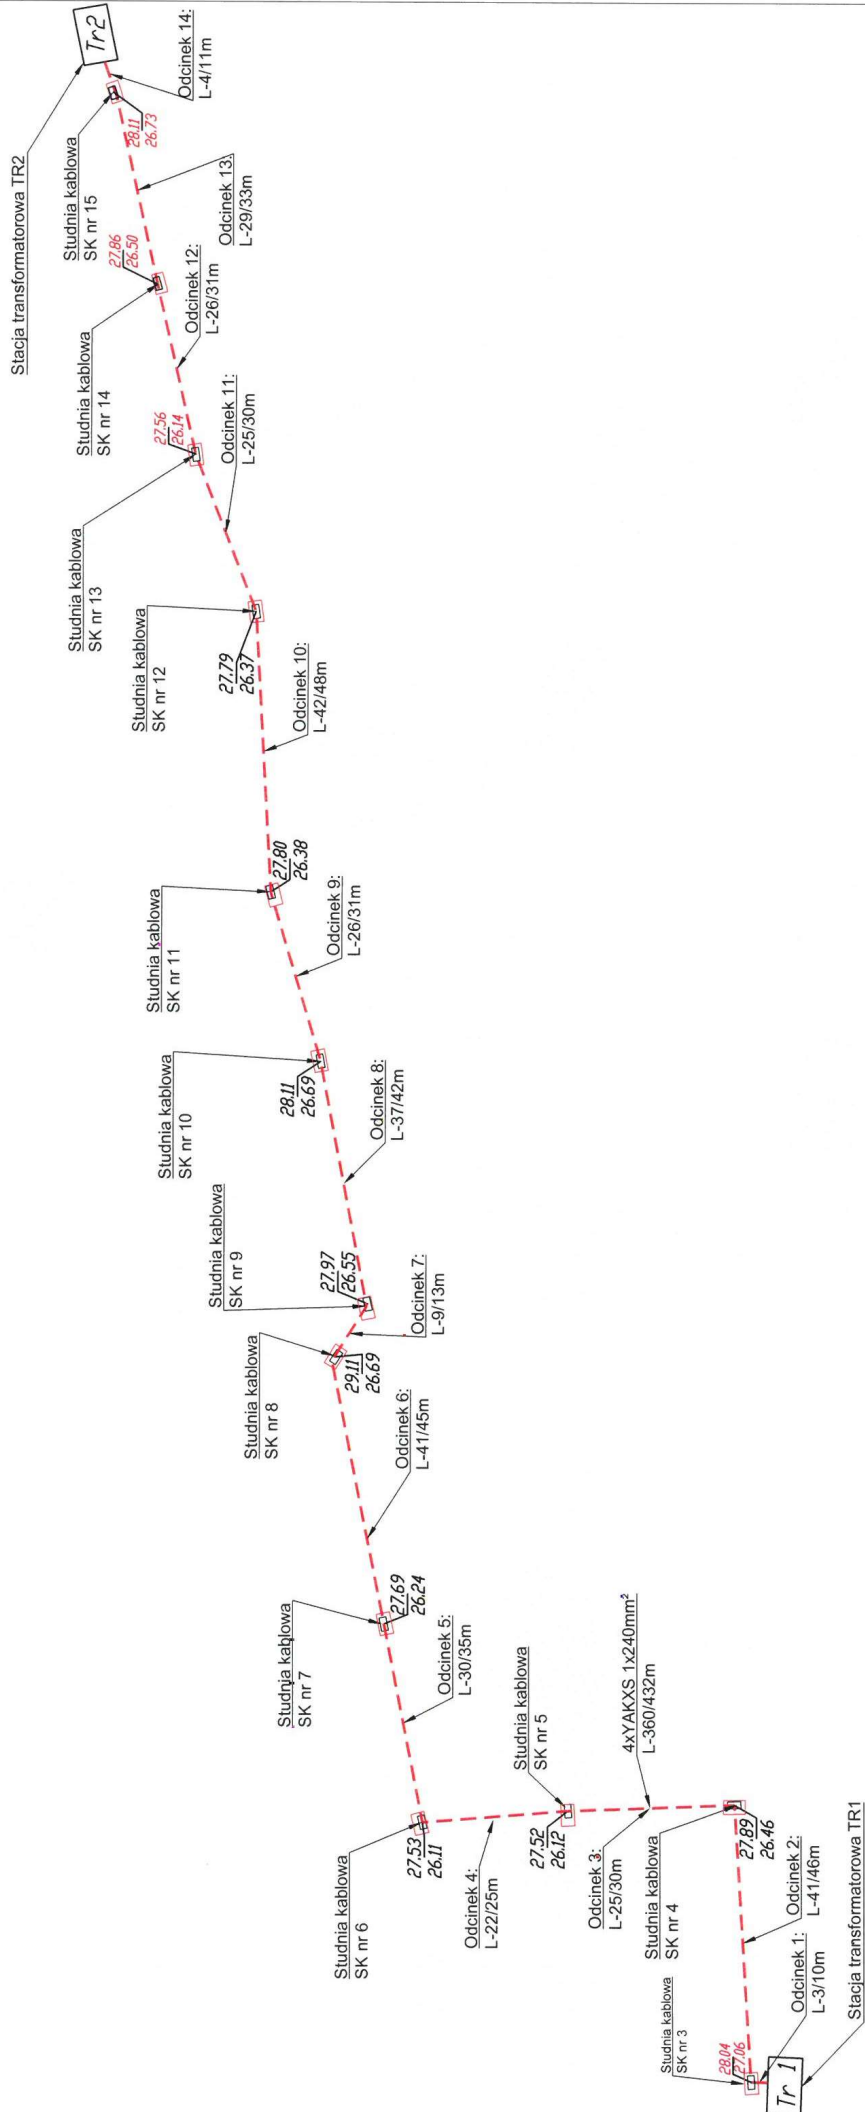 Stacja transformatorowa TR2
Tr2
Odcinek 14:
L-4/11m
Studnia kablowa
SK nr 15
28.11
26.73
Odcinek 13:
L-29/33m
Studnia kablowa
SK nr 14
27.86
26.50
Odcinek 12:
L-26/31m
Studnia kablowa
SK nr 13
27.56
26.14
Odcinek 11:
L-25/30m
Studnia kablowa
SK nr 12
27.79
26.37
Odcinek 10:
L-42/48m
Studnia kablowa
SK nr 11
27.80
26.38
Odcinek 9:
L-26/31m
Studnia kablowa
SK nr 10
28.11
26.69
Odcinek 8:
L-37/42m
Studnia kablowa
SK nr 9
27.97
26.55
Odcinek 7:
L-9/13m
Studnia kablowa
SK nr 8
29.11
26.69
Odcinek 6:
L-41/45m
Studnia kablowa
SK nr 7
27.69
26.24
Odcinek 5:
L-30/35m
Studnia kablowa
SK nr 6
27.53
26.11
Odcinek 4:
L-22/25m
Studnia kablowa
SK nr 5
27.52
26.12
4xYAKXS 1x240mm²
L-360/432m
Odcinek 3:
L-25/30m
Studnia kablowa
SK nr 4
27.89
26.46
Odcinek 2:
L-41/46m
Studnia kablowa
SK nr 3
28.04
27.06
Odcinek 1:
L-3/10m
Tr 1
Stacja transformatorowa TR1